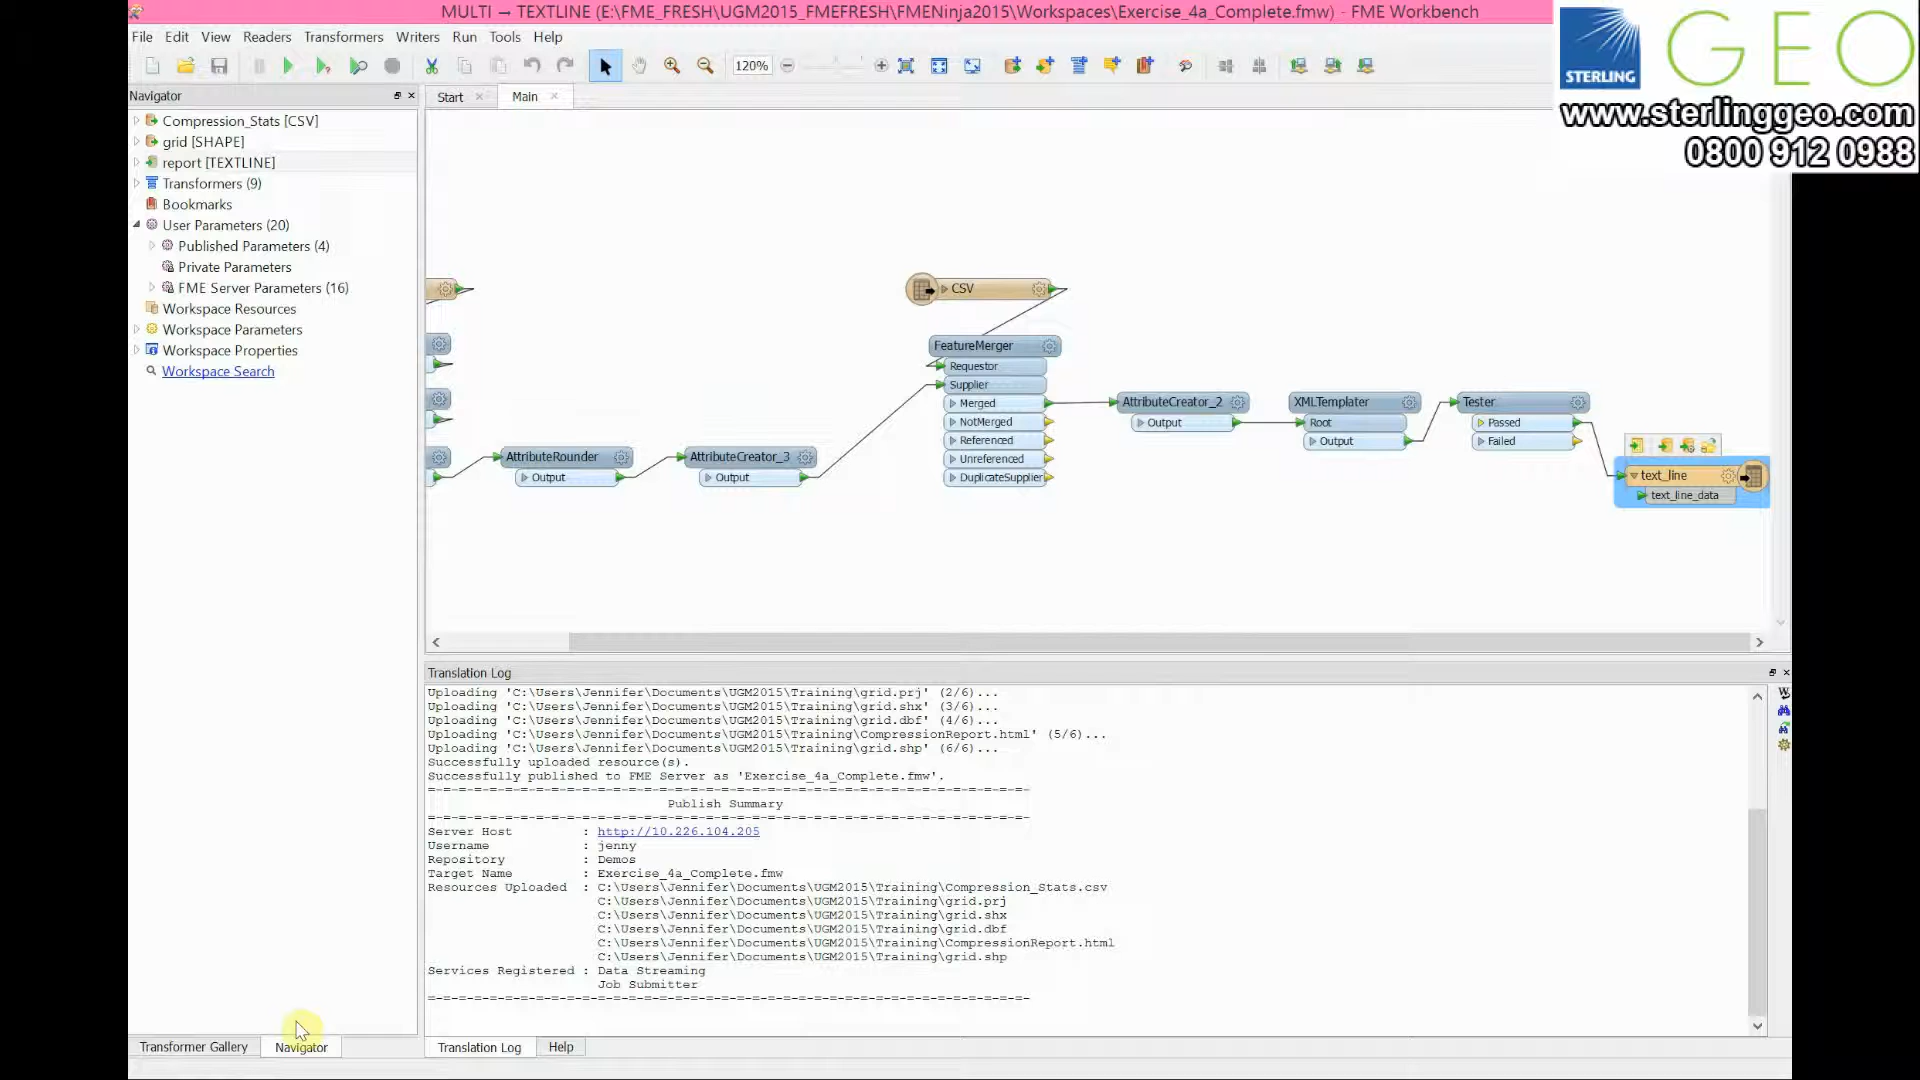 MULTI → TEXTLINE (E:\FME_FRESH\UGM2015_FMEFRESH\FMENinja2015\Workspaces\Exercise_4a_Complete.fmw) - FME Workbench
STERLING
GEO
www.sterlinggeo.com
0800 912 0988
File Edit View Readers Transformers Writers Run Tools Help
120%
Navigator
Start
Main
Compression_Stats [CSV]
grid [SHAPE]
report [TEXTLINE]
Transformers (9)
Bookmarks
User Parameters (20)
Published Parameters (4)
Private Parameters
FME Server Parameters (16)
Workspace Resources
Workspace Parameters
Workspace Properties
Workspace Search
CSV
FeatureMerger
Requestor
Supplier
Merged
NotMerged
Referenced
Unreferenced
DuplicateSupplier
AttributeRounder
Output
AttributeCreator_3
Output
AttributeCreator_2
Output
XMLTemplater
Root
Output
Tester
Passed
Failed
text_line
text_line_data
Translation Log
Uploading 'C:\Users\Jennifer\Documents\UGM2015\Training\grid.prj' (2/6)...
Uploading 'C:\Users\Jennifer\Documents\UGM2015\Training\grid.shx' (3/6)...
Uploading 'C:\Users\Jennifer\Documents\UGM2015\Training\grid.dbf' (4/6)...
Uploading 'C:\Users\Jennifer\Documents\UGM2015\Training\CompressionReport.html' (5/6)...
Uploading 'C:\Users\Jennifer\Documents\UGM2015\Training\grid.shp' (6/6)...
Successfully uploaded resource(s).
Successfully published to FME Server as 'Exercise_4a_Complete.fmw'.
=-=-=-=-=-=-=-=-=-=-=-=-=-=-=-=-=-=-=-=-=-=-=-=-=-=-=-=-=-=-=-=-=-=-=-=-=-=-
Publish Summary
=-=-=-=-=-=-=-=-=-=-=-=-=-=-=-=-=-=-=-=-=-=-=-=-=-=-=-=-=-=-=-=-=-=-=-=-=-=-
Server Host : http://10.226.104.205
Username : jenny
Repository : Demos
Target Name : Exercise_4a_Complete.fmw
Resources Uploaded : C:\Users\Jennifer\Documents\UGM2015\Training\Compression_Stats.csv
C:\Users\Jennifer\Documents\UGM2015\Training\grid.prj
C:\Users\Jennifer\Documents\UGM2015\Training\grid.shx
C:\Users\Jennifer\Documents\UGM2015\Training\grid.dbf
C:\Users\Jennifer\Documents\UGM2015\Training\CompressionReport.html
C:\Users\Jennifer\Documents\UGM2015\Training\grid.shp
Services Registered : Data Streaming
Job Submitter
=-=-=-=-=-=-=-=-=-=-=-=-=-=-=-=-=-=-=-=-=-=-=-=-=-=-=-=-=-=-=-=-=-=-=-=-=-=-
Transformer Gallery
Navigator
Translation Log
Help